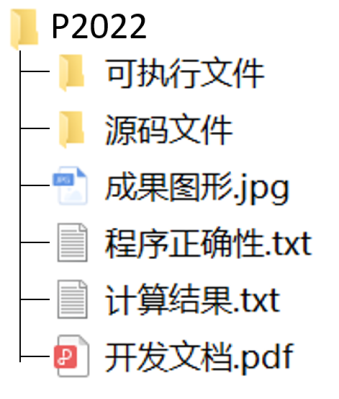 P2022
可执行文件
源码文件
JPG
成果图形.jpg
程序正确性.txt
计算结果.txt
开发文档.pdf